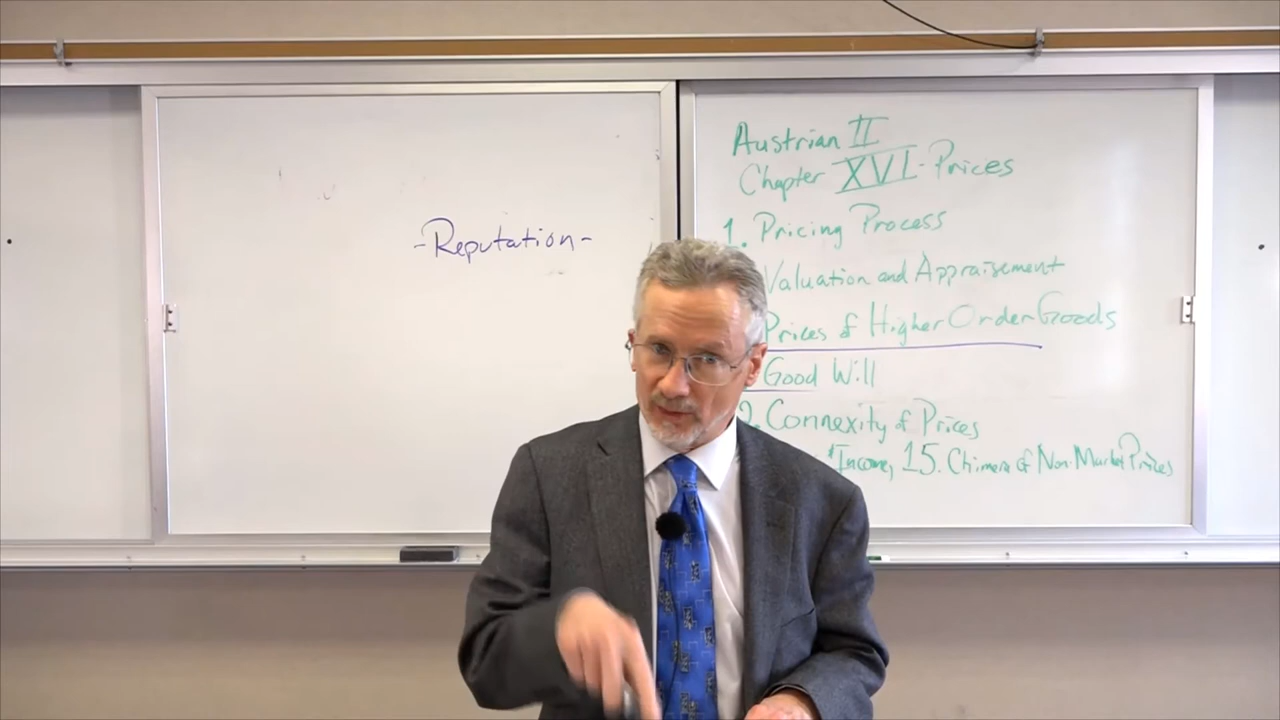 -Reputation-
Austrian II
Chapter XVI-Prices
1. Pricing Process
Valuation and Appraisement
Prices of Higher Order Goods
Good Will
2. Connexity of Prices
Income, 15. Chimera of Non-Market Prices